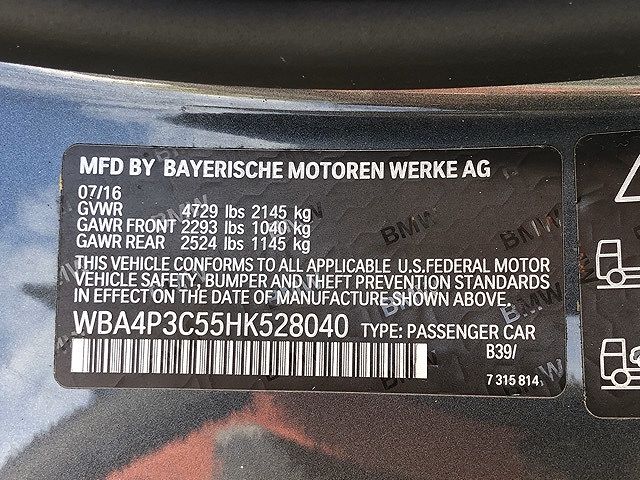 MFD BY BAYERISCHE MOTOREN WERKE AG
07/16
GVWR 4729 lbs 2145 kg
GAWR FRONT 2293 lbs 1040 kg
GAWR REAR 2524 lbs 1145 kg
THIS VEHICLE CONFORMS TO ALL APPLICABLE U.S.FEDERAL MOTOR
VEHICLE SAFETY, BUMPER AND THEFT PREVENTION STANDARDS
IN EFFECT ON THE DATE OF MANUFACTURE SHOWN ABOVE.
WBA4P3C55HK528040 TYPE: PASSENGER CAR
B39/
7 315 814